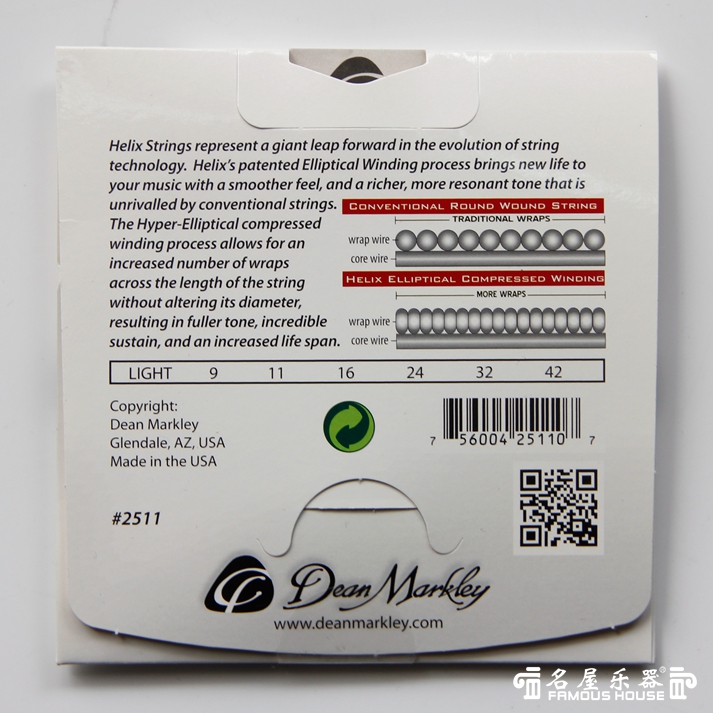 Helix Strings represent a giant leap forward in the evolution of string
technology. Helix's patented Elliptical Winding process brings new life to
your music with a smoother feel, and a richer, more resonant tone that is
unrivalled by conventional strings.
The Hyper-Elliptical compressed
winding process allows for an
increased number of wraps
across the length of the string
without altering its diameter,
resulting in fuller tone, incredible
sustain, and an increased life span.
CONVENTIONAL ROUND WOUND STRING
TRADITIONAL WRAPS
wrap wire
core wire
HELIX ELLIPTICAL COMPRESSED WINDING
MORE WRAPS
wrap wire
core wire
LIGHT 9 11 16 24 32 42
Copyright:
Dean Markley
Glendale, AZ, USA
Made in the USA
7 56004 25110 7
#2511
Dean Markley
www.deanmarkley.com
名屋乐器®
FAMOUS HOUSE